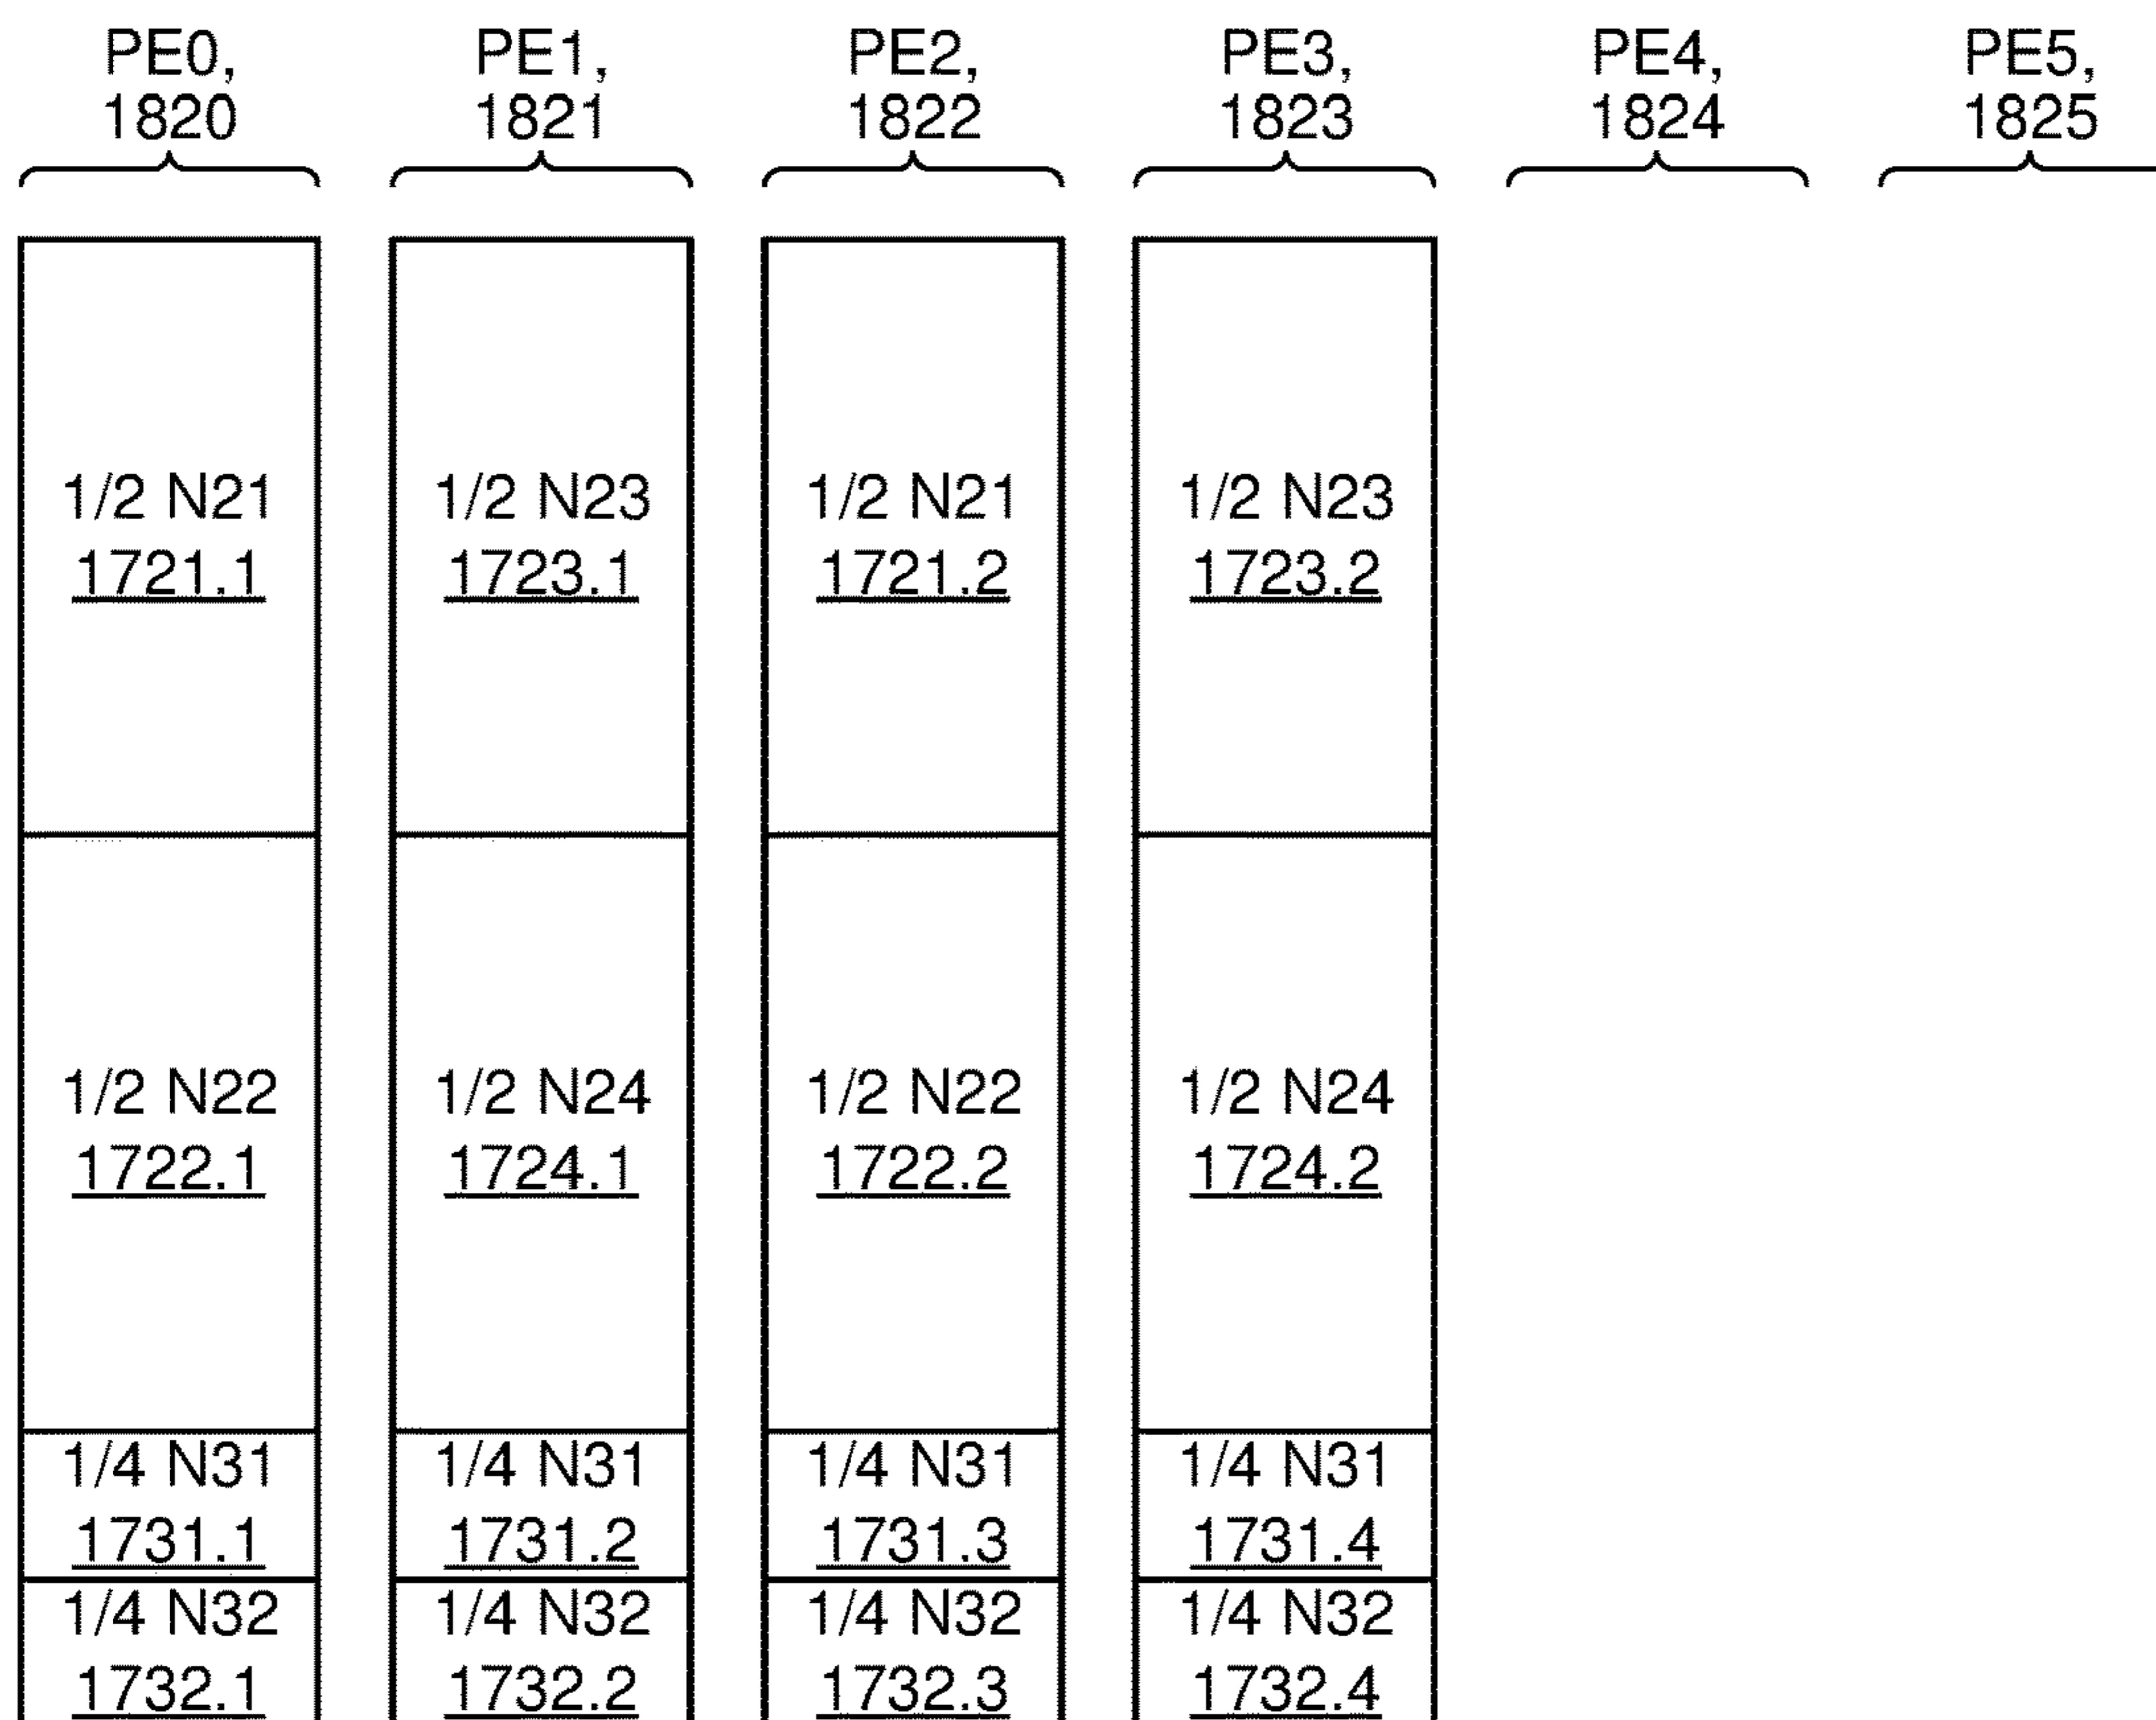 PE0, PE1, PE2, PE3, PE4, PE5,
1820 1821 1822 1823 1824 1825
1/2 N21 1/2 N23 1/2 N21 1/2 N23
1721.1 1723.1 1721.2 1723.2
1/2 N22 1/2 N24 1/2 N22 1/2 N24
1722.1 1724.1 1722.2 1724.2
1/4 N31 1/4 N31 1/4 N31 1/4 N31
1731.1 1731.2 1731.3 1731.4
1/4 N32 1/4 N32 1/4 N32 1/4 N32
1732.1 1732.2 1732.3 1732.4